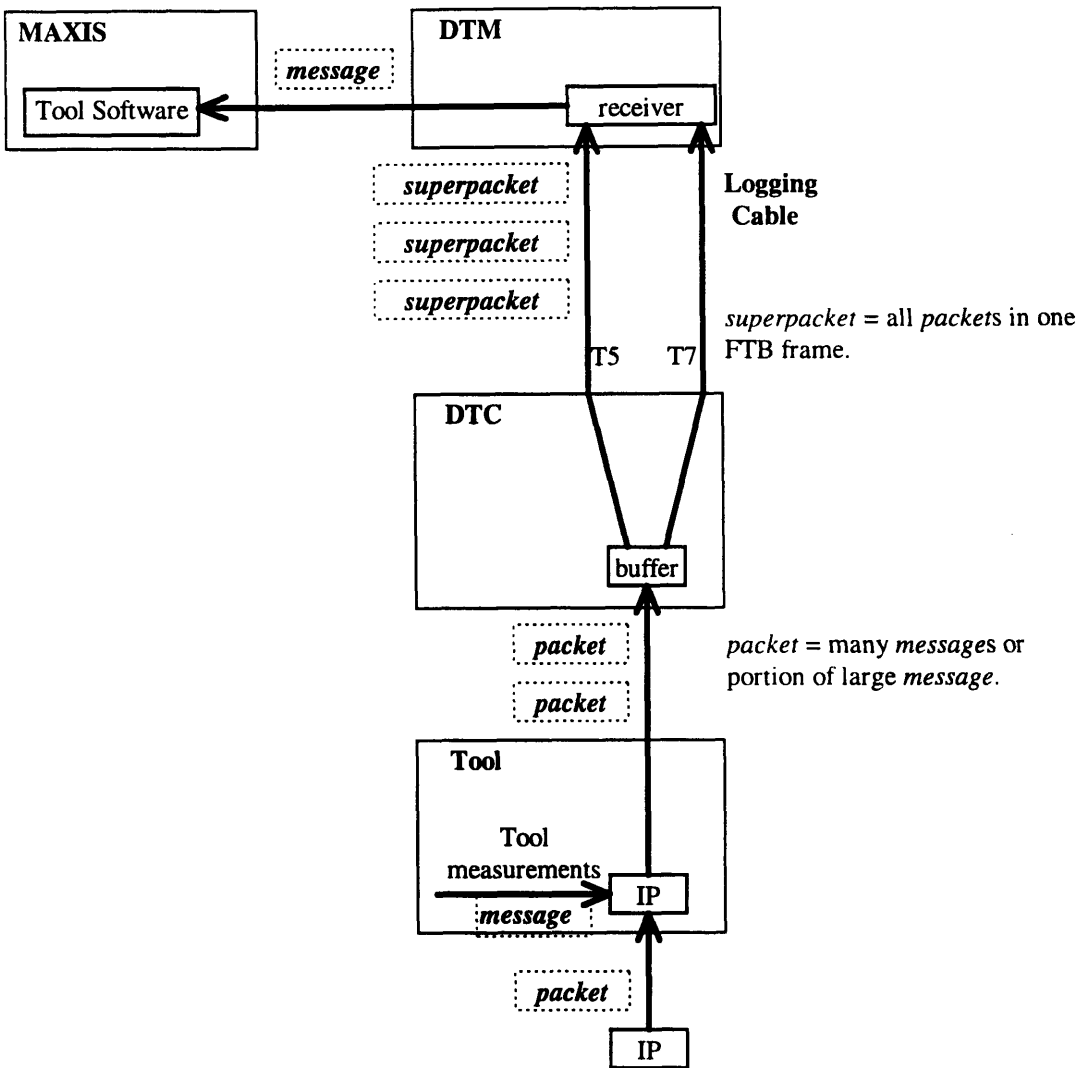 MAXIS
DTM
message
Tool Software
receiver
superpacket
superpacket
superpacket
Logging
Cable
superpacket = all packets in one
FTB frame.
T5
T7
DTC
buffer
packet
packet
packet = many messages or
portion of large message.
Tool
Tool
measurements
IP
message
packet
IP